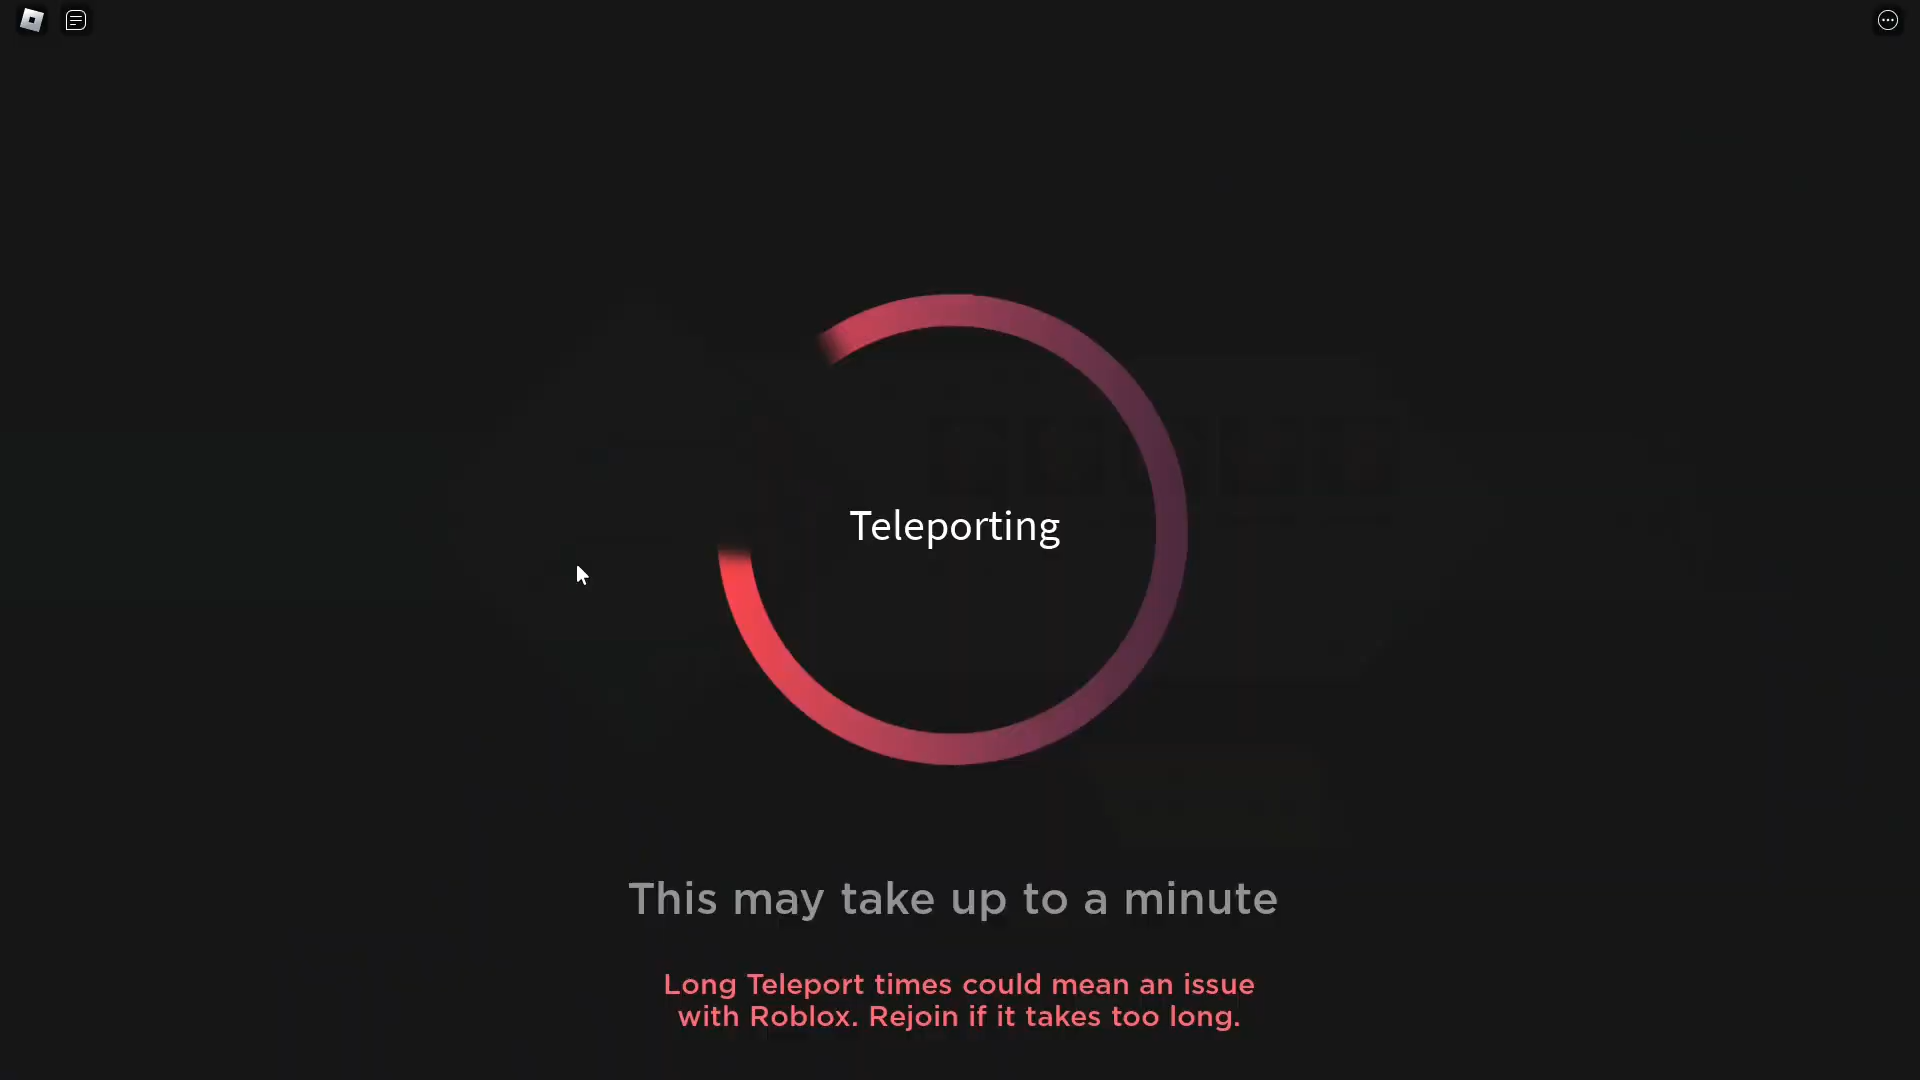 Teleporting
This may take up to a minute
Long Teleport times could mean an issue
with Roblox. Rejoin if it takes too long.